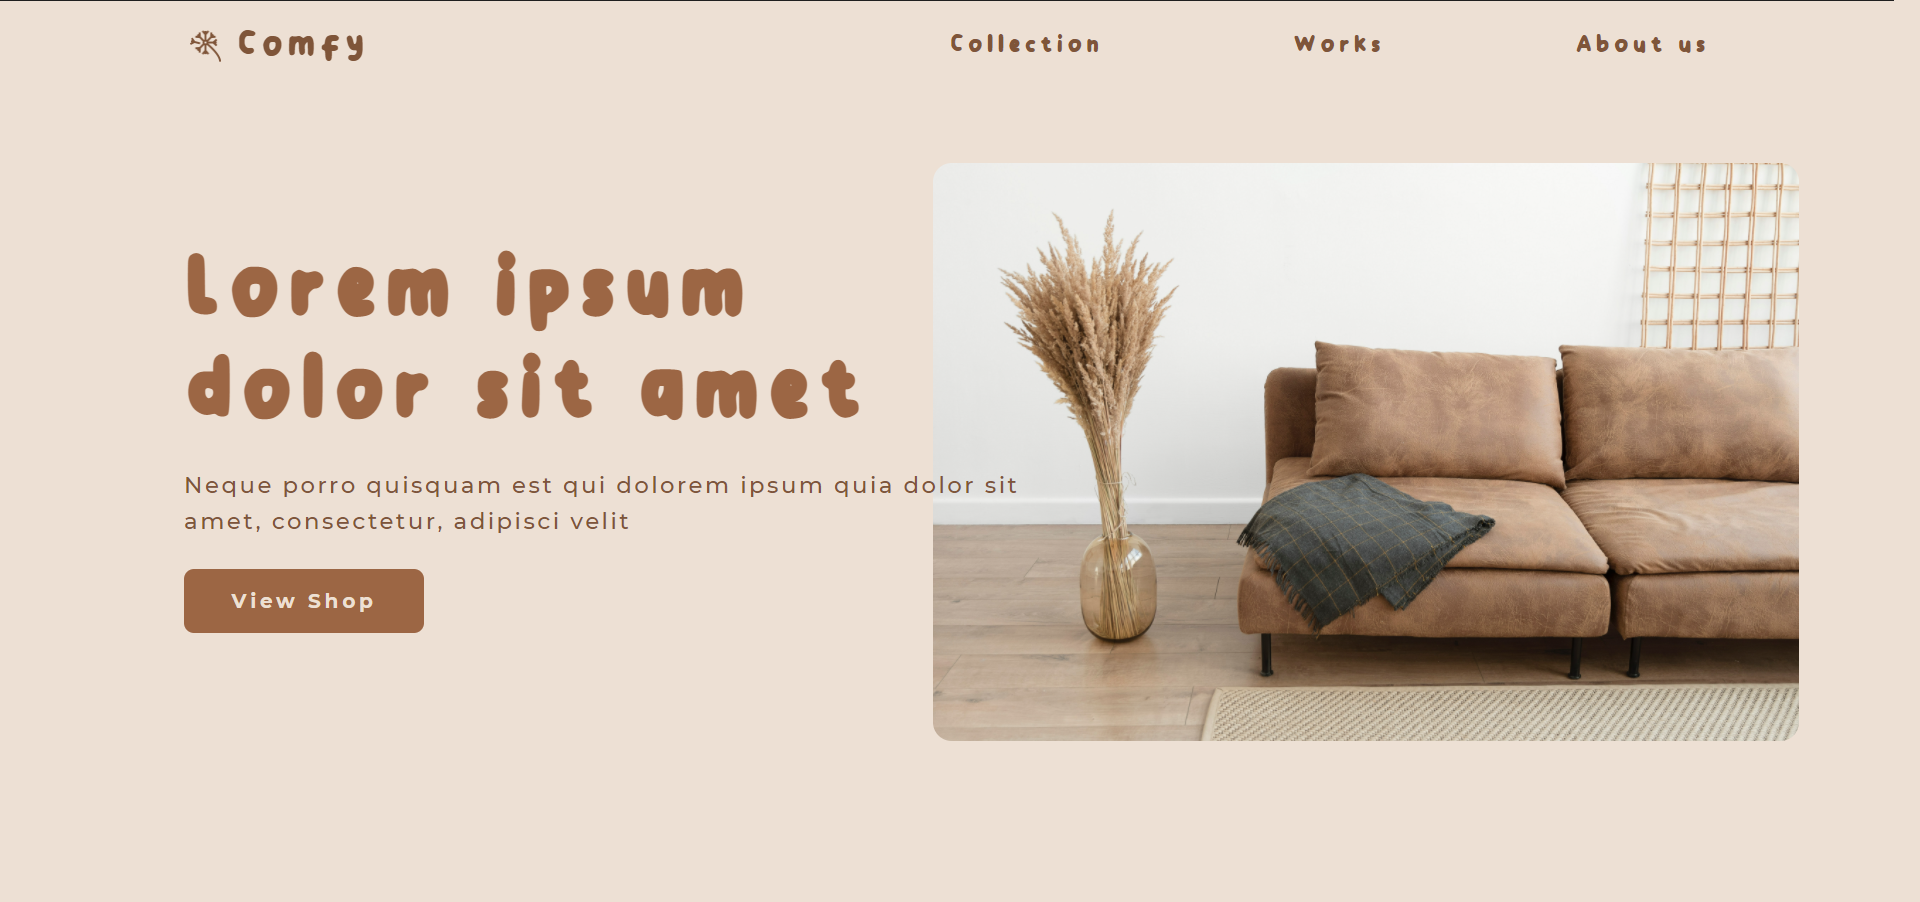 Comfy
Collection
Works
About us
Lorem ipsum
dolor sit amet
Neque porro quisquam est qui dolorem ipsum quia dolor sit
amet, consectetur, adipisci velit
View Shop